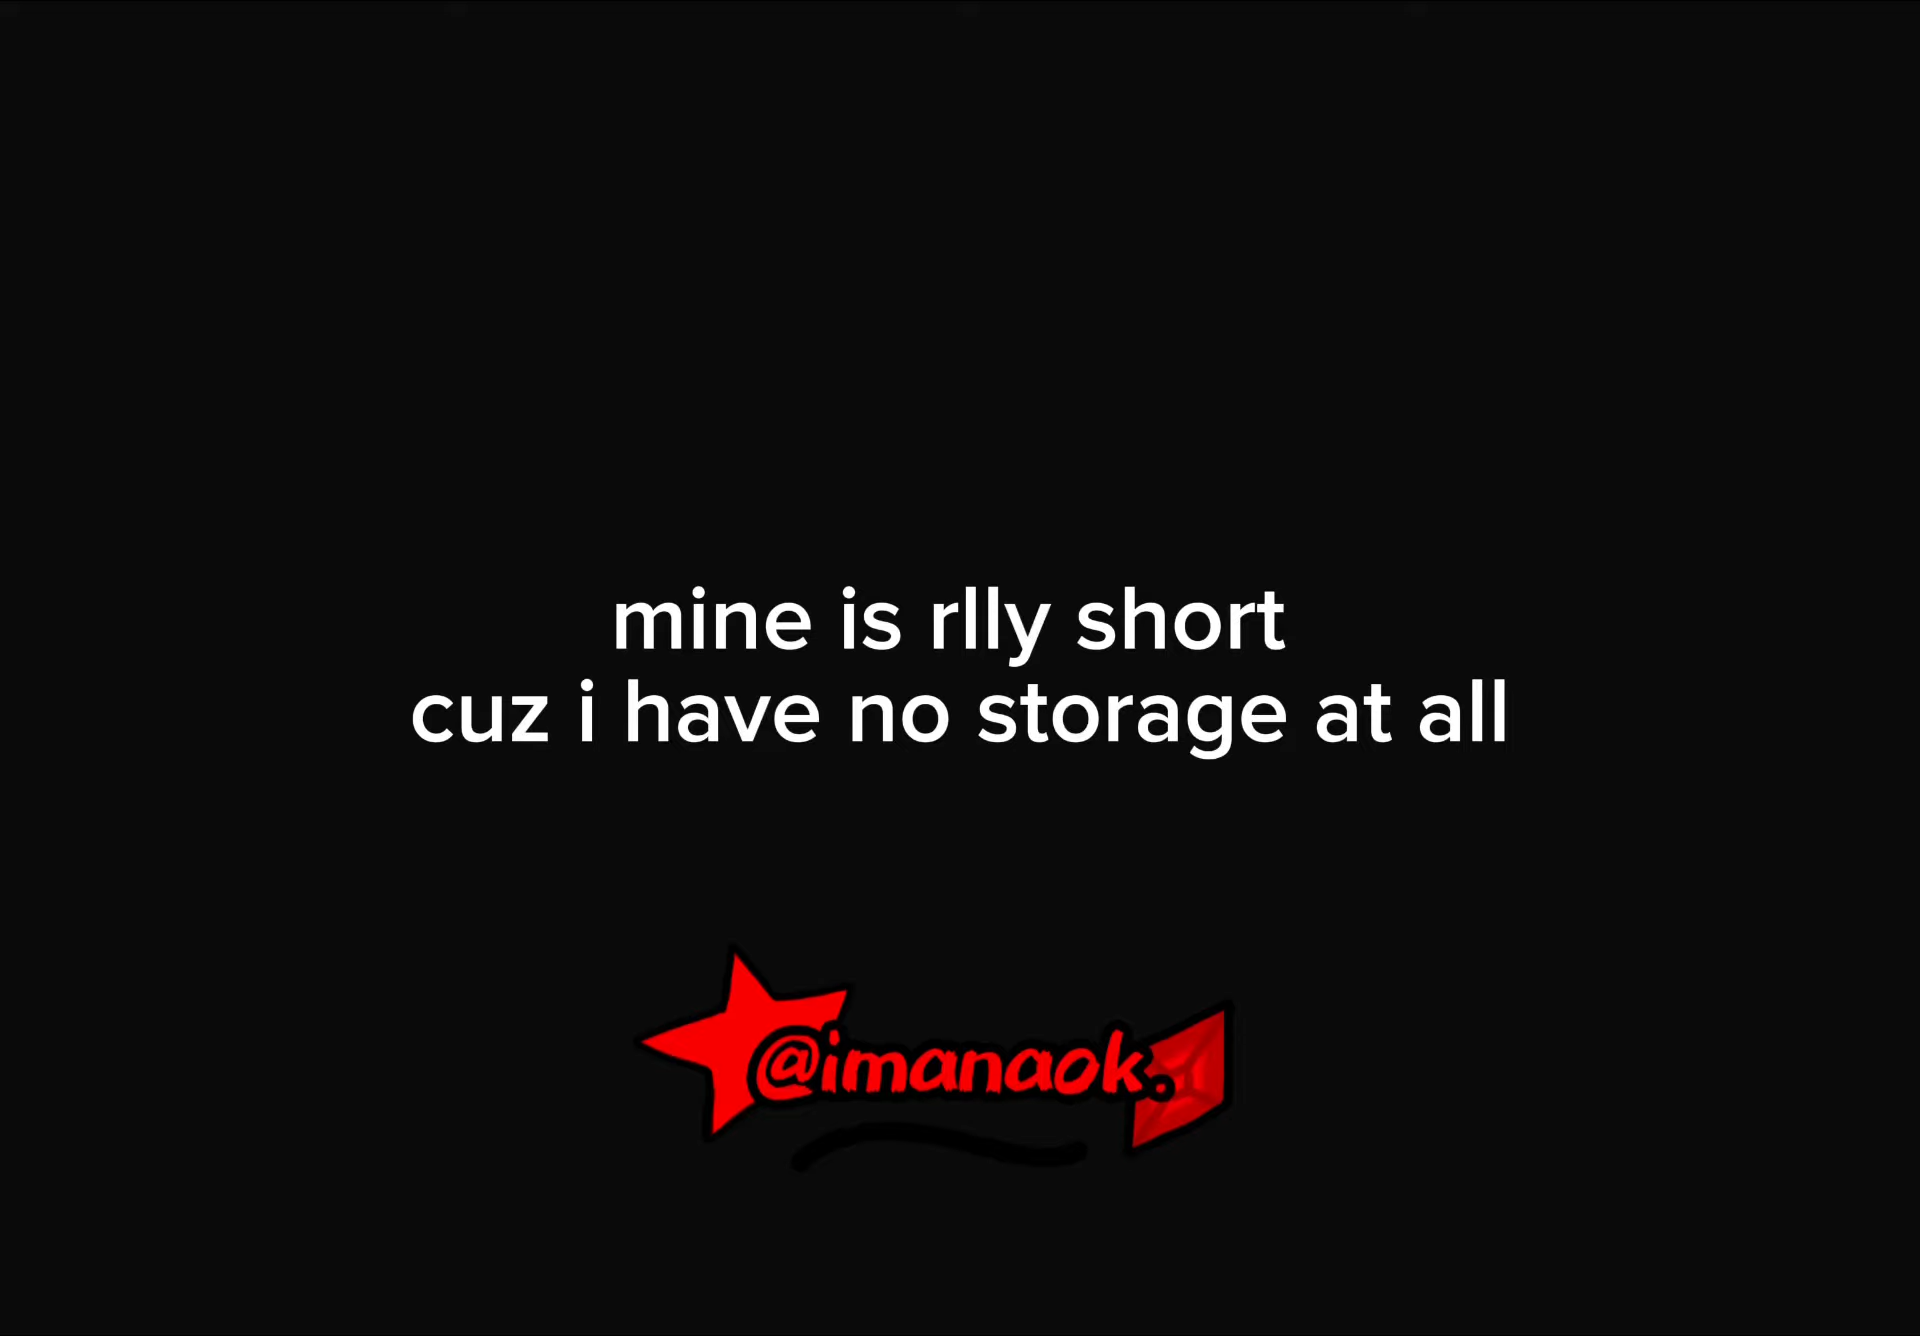 mine is rlly short
cuz i have no storage at all
@imanaok.